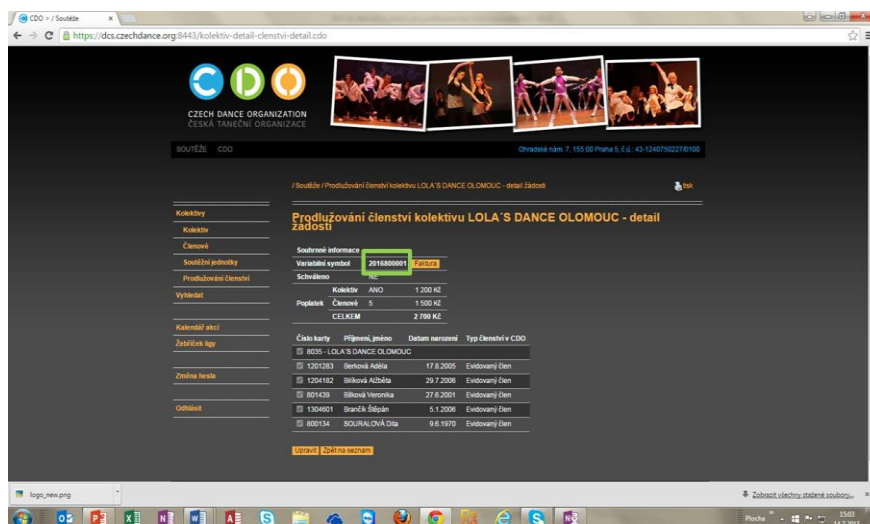 CDO > / Soutěže
https://dcs.czechdance.org:8443/kolektiv-detail-clenstvi-detail.cdo
CDO
CZECH DANCE ORGANIZATION
ČESKÁ TANEČNÍ ORGANIZACE
SOUTĚŽE CDO
Ohradské nám. 7, 155 00 Praha 5, č.ú.: 43-1240750227/0100
/ Soutěže / Prodlužování členství kolektivu LOLA'S DANCE OLOMOUC - detail žádosti
tisk
Kolektivy
Kolektiv
Členové
Soutěžní jednotky
Prodlužování členství
Vyhledat
Kalendář akcí
Žebříček ligy
Změna hesla
Odhlásit
Prodlužování členství kolektivu LOLA'S DANCE OLOMOUC - detail
žádosti
Souhrnné informace
Variabilní symbol 2016800001 Faktura
Schváleno NE
Kolektiv ANO 1 200 Kč
Poplatek Členové 5 1 500 Kč
CELKEM 2 700 Kč
Číslo karty Příjmení, jméno Datum narození Typ členství v CDO
8035 - LOLA'S DANCE OLOMOUC
1201283 Berková Adéla 17.8.2005 Evidovaný člen
1204182 Bílková Alžběta 29.7.2006 Evidovaný člen
801439 Bílková Veronika 27.6.2001 Evidovaný člen
1304601 Brančík Štěpán 5.1.2006 Evidovaný člen
800134 SOURALOVÁ Dita 9.6.1970 Evidovaný člen
Upravit Zpět na seznam
logo_new.png
Zobrazit všechny stažené soubory...
Plocha
15:03
14.7.2015